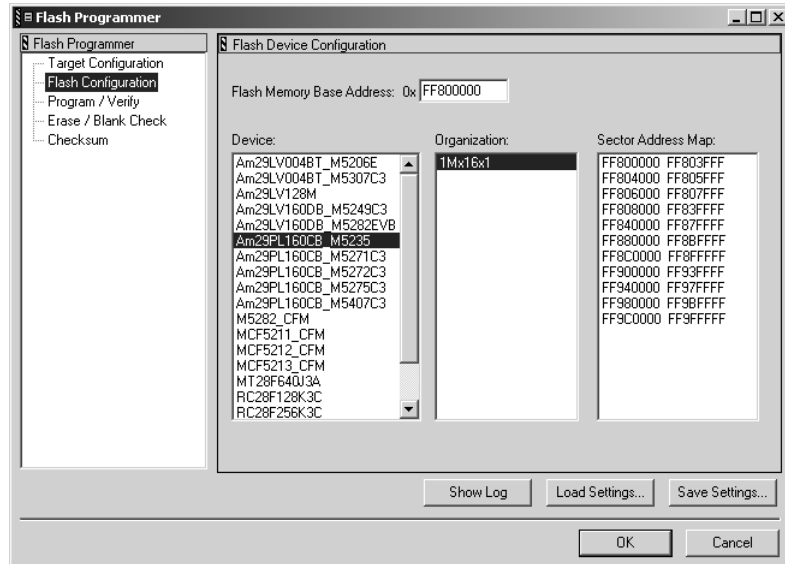 Flash Programmer
Flash Programmer
Target Configuration
Flash Configuration
Program / Verify
Erase / Blank Check
Checksum
Flash Device Configuration
Flash Memory Base Address: 0x FF800000
Device:
Am29LV004BT_M5206E
Am29LV004BT_M5307C3
Am29LV128M
Am29LV160DB_M5249C3
Am29LV160DB_M5282EVB
Am29PL160CB_M5235
Am29PL160CB_M5271C3
Am29PL160CB_M5272C3
Am29PL160CB_M5275C3
Am29PL160CB_M5407C3
M5282_CFM
MCF5211_CFM
MCF5212_CFM
MCF5213_CFM
MT28F640J3A
RC28F128K3C
RC28F256K3C
Organization:
1Mx16x1
Sector Address Map:
FF800000 FF803FFF
FF804000 FF805FFF
FF806000 FF807FFF
FF808000 FF83FFFF
FF840000 FF87FFFF
FF880000 FF8BFFFF
FF8C0000 FF8FFFFF
FF900000 FF93FFFF
FF940000 FF97FFFF
FF980000 FF9BFFFF
FF9C0000 FF9FFFFF
Show Log
Load Settings...
Save Settings...
OK
Cancel